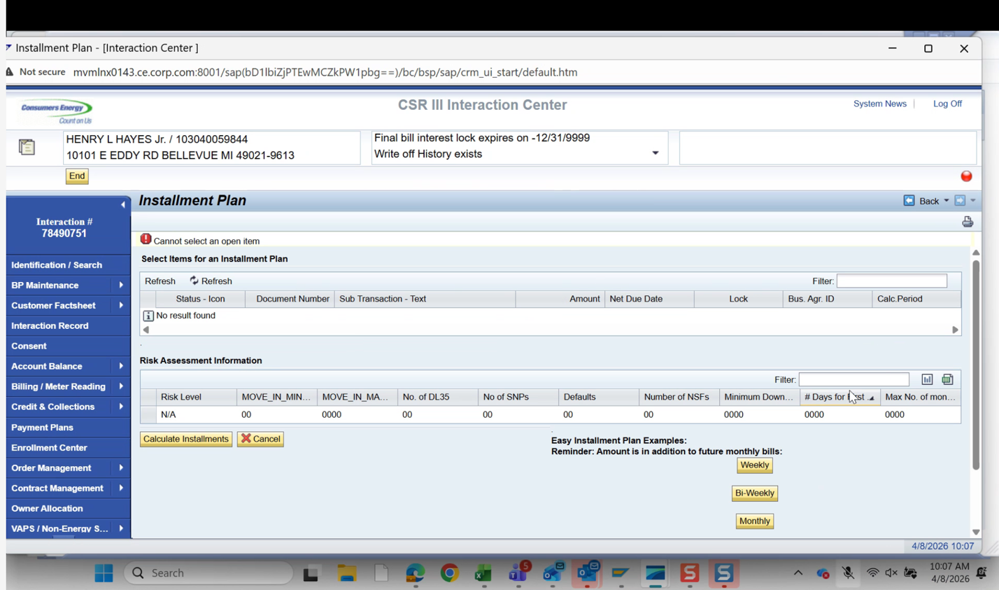 Installment Plan - [Interaction Center ]
Not secure mvmlnx0143.ce.corp.com:8001/sap(bD1lbiZjPTEwMCZkPW1pbg==)/bc/bsp/sap/crm_ui_start/default.htm
Consumers Energy
Count on Us
CSR III Interaction Center
System News | Log Off
HENRY L HAYES Jr. / 103040059844
10101 E EDDY RD BELLEVUE MI 49021-9613
Final bill interest lock expires on -12/31/9999
Write off History exists
End
Interaction #
78490751
Identification / Search
BP Maintenance
Customer Factsheet
Interaction Record
Consent
Account Balance
Billing / Meter Reading
Credit & Collections
Payment Plans
Enrollment Center
Order Management
Contract Management
Owner Allocation
VAPS / Non-Energy S...
Installment Plan
Back
Cannot select an open item
Select Items for an Installment Plan
Refresh Refresh Filter:
Status - Icon Document Number Sub Transaction - Text Amount Net Due Date Lock Bus. Agr. ID Calc.Period
No result found
Risk Assessment Information
Filter:
Risk Level MOVE_IN_MIN... MOVE_IN_MA... No. of DL35 No of SNPs Defaults Number of NSFs Minimum Down... # Days for First ... Max No. of mon...
N/A 00 0000 00 00 00 00 0000 0000 0000
Calculate Installments Cancel
Easy Installment Plan Examples:
Reminder: Amount is in addition to future monthly bills:
Weekly
Bi-Weekly
Monthly
4/8/2026 10:07
Search
5
10:07 AM
4/8/2026